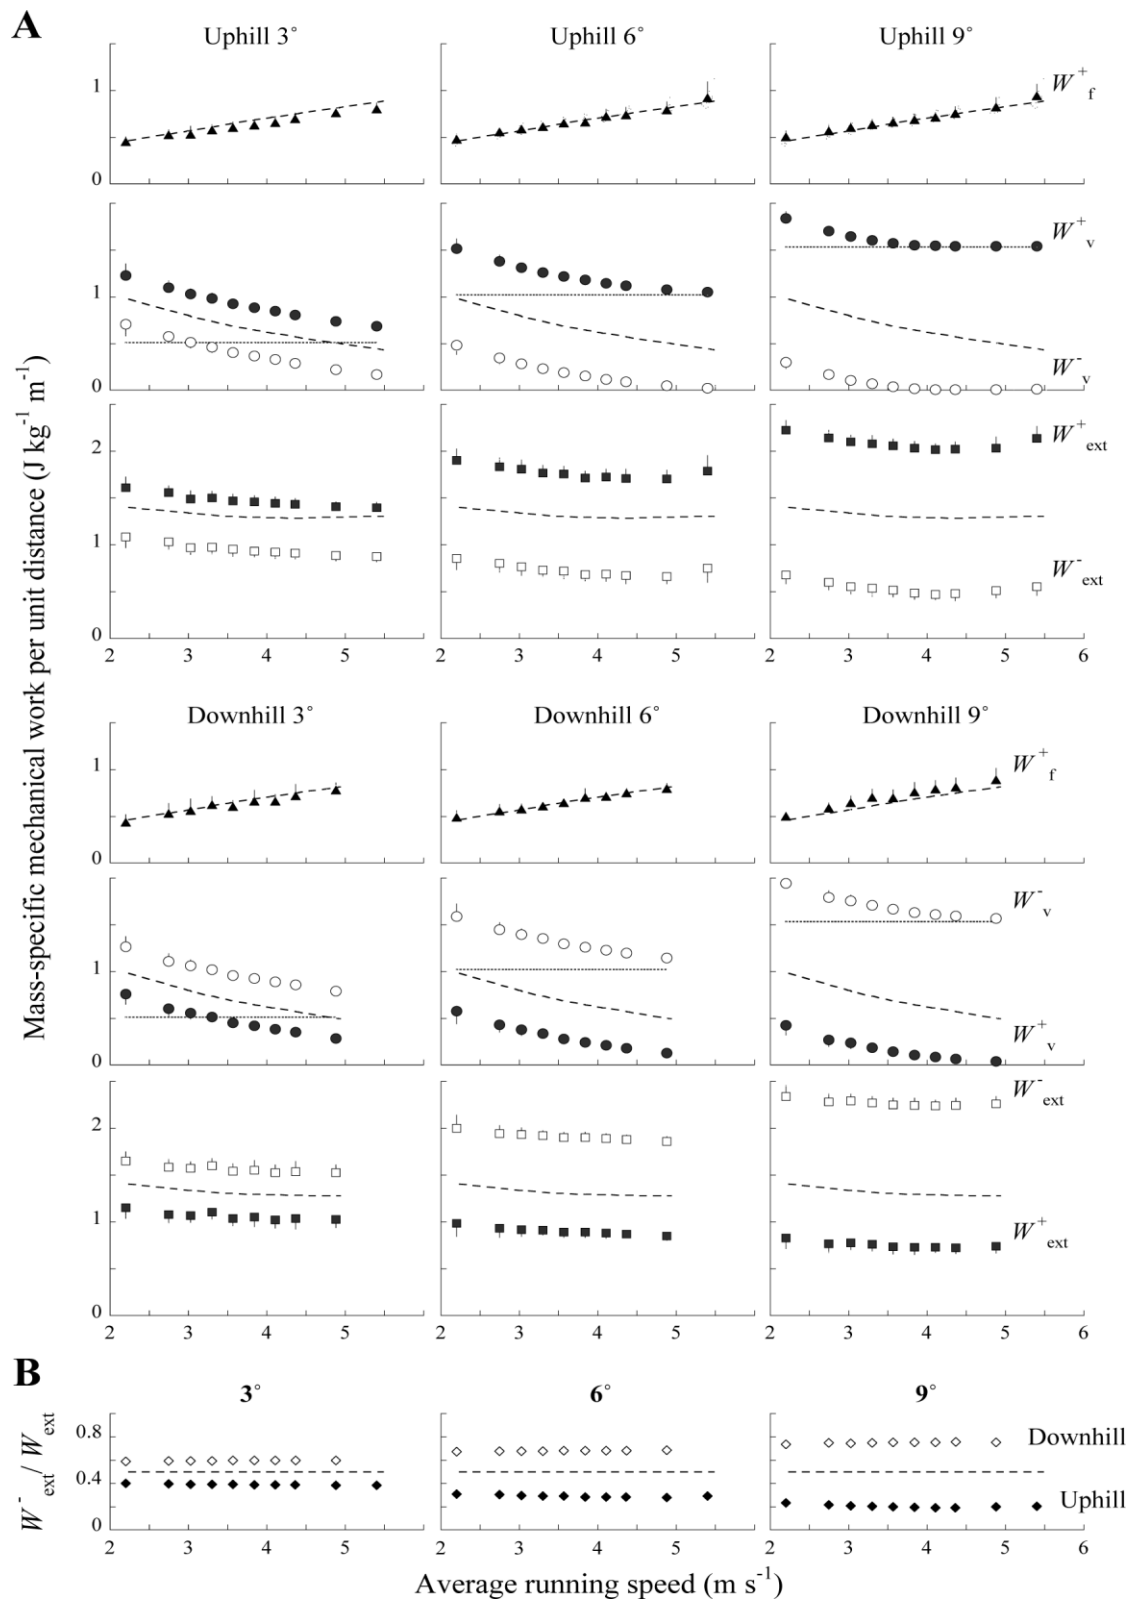 A
Uphill 3° Uphill 6° Uphill 9°
1
0
W+f
1
0
W+v
W-v
2
1
0
W+ext
W-ext
2 3 4 5 2 3 4 5 2 3 4 5 6
Mass-specific mechanical work per unit distance (J kg-1 m-1)
Downhill 3° Downhill 6° Downhill 9°
1
0
W+f
1
0
W-v
W+v
2
1
0
W-ext
W+ext
2 3 4 5 2 3 4 5 2 3 4 5 6
B
3° 6° 9°
W-ext/ Wext
0.8
0.4
0
Downhill
Uphill
2 3 4 5 2 3 4 5 2 3 4 5 6
Average running speed (m s-1)